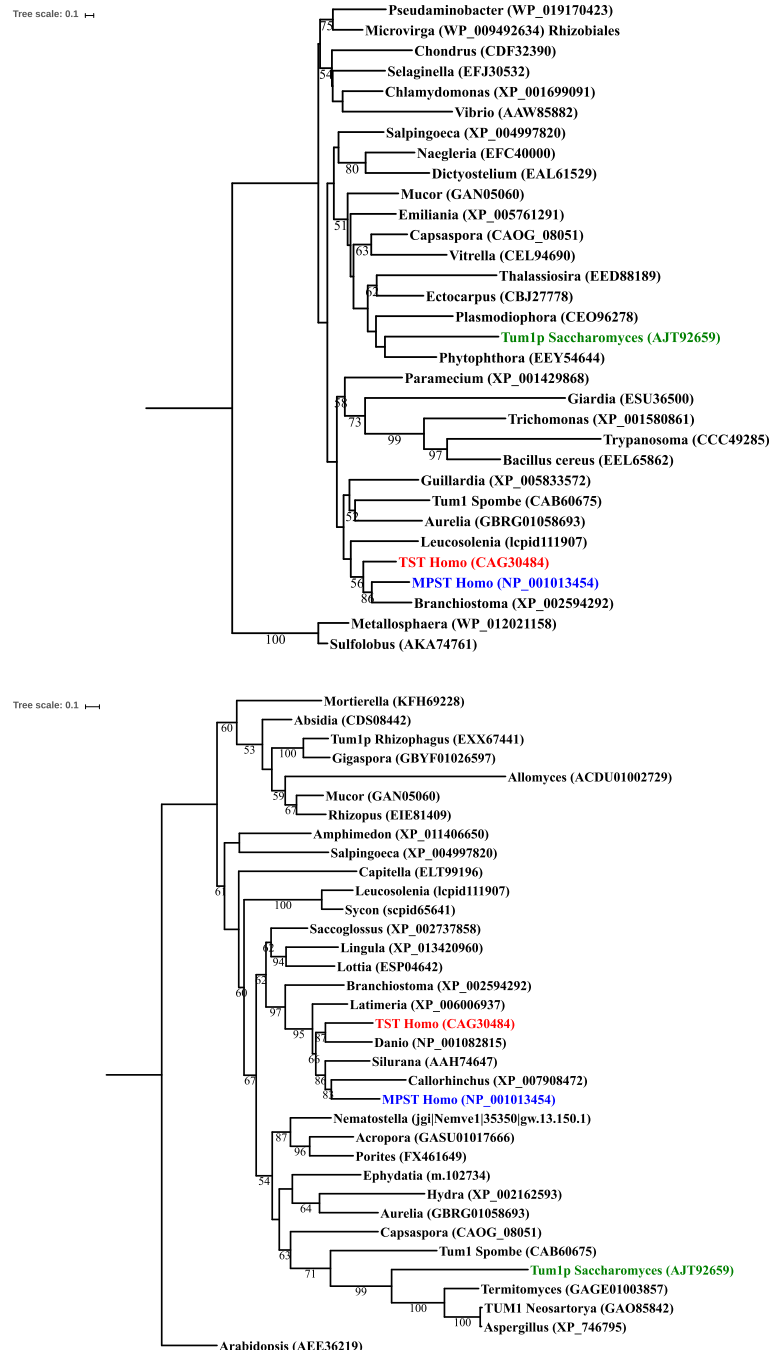 Tree scale: 0.1
Pseudaminobacter (WP_019170423)
75
Microvirga (WP_009492634) Rhizobiales
Chondrus (CDF32390)
Selaginella (EFJ30532)
54
Chlamydomonas (XP_001699091)
Vibrio (AAW85882)
Salpingoeca (XP_004997820)
Naegleria (EFC40000)
80
Dictyostelium (EAL61529)
Mucor (GAN05060)
Emiliania (XP_005761291)
51
Capsaspora (CAOG_08051)
63
Vitrella (CEL94690)
Thalassiosira (EED88189)
62
Ectocarpus (CBJ27778)
Plasmodiophora (CEO96278)
Tum1p Saccharomyces (AJT92659)
Phytophthora (EEY54644)
Paramecium (XP_001429868)
Giardia (ESU36500)
58
73
Trichomonas (XP_001580861)
99
Trypanosoma (CCC49285)
97
Bacillus cereus (EEL65862)
Guillardia (XP_005833572)
Tum1 Spombe (CAB60675)
52
Aurelia (GBRG01058693)
Leucosolenia (lcpid111907)
TST Homo (CAG30484)
56
MPST Homo (NP_001013454)
86
Branchiostoma (XP_002594292)
Metallosphaera (WP_012021158)
100
Sulfolobus (AKA74761)
Tree scale: 0.1
Mortierella (KFH69228)
60
Absidia (CDS08442)
Tum1p Rhizophagus (EXX67441)
53
100
Gigaspora (GBYF01026597)
Allomyces (ACDU01002729)
59
Mucor (GAN05060)
67
Rhizopus (EIE81409)
Amphimedon (XP_011406650)
Salpingoeca (XP_004997820)
Capitella (ELT99196)
Leucosolenia (lcpid111907)
100
Sycon (scpid65641)
Saccoglossus (XP_002737858)
62
Lingula (XP_013420960)
94
Lottia (ESP04642)
62
Branchiostoma (XP_002594292)
60
Latimeria (XP_006006937)
97
TST Homo (CAG30484)
95
87
Danio (NP_001082815)
66
Silurana (AAH74647)
67
86
Callorhinchus (XP_007908472)
83
MPST Homo (NP_001013454)
Nematostella (jgi|Nemve1|35350|gw.13.150.1)
87
Acropora (GASU01017666)
96
Porites (FX461649)
Ephydatia (m.102734)
54
Hydra (XP_002162593)
64
Aurelia (GBRG01058693)
Capsaspora (CAOG_08051)
Tum1 Spombe (CAB60675)
63
Tum1p Saccharomyces (AJT92659)
71
Termitomyces (GAGE01003857)
99
TUM1 Neosartorya (GAO85842)
100
100
Aspergillus (XP_746795)
Arabidopsis (AEE36219)